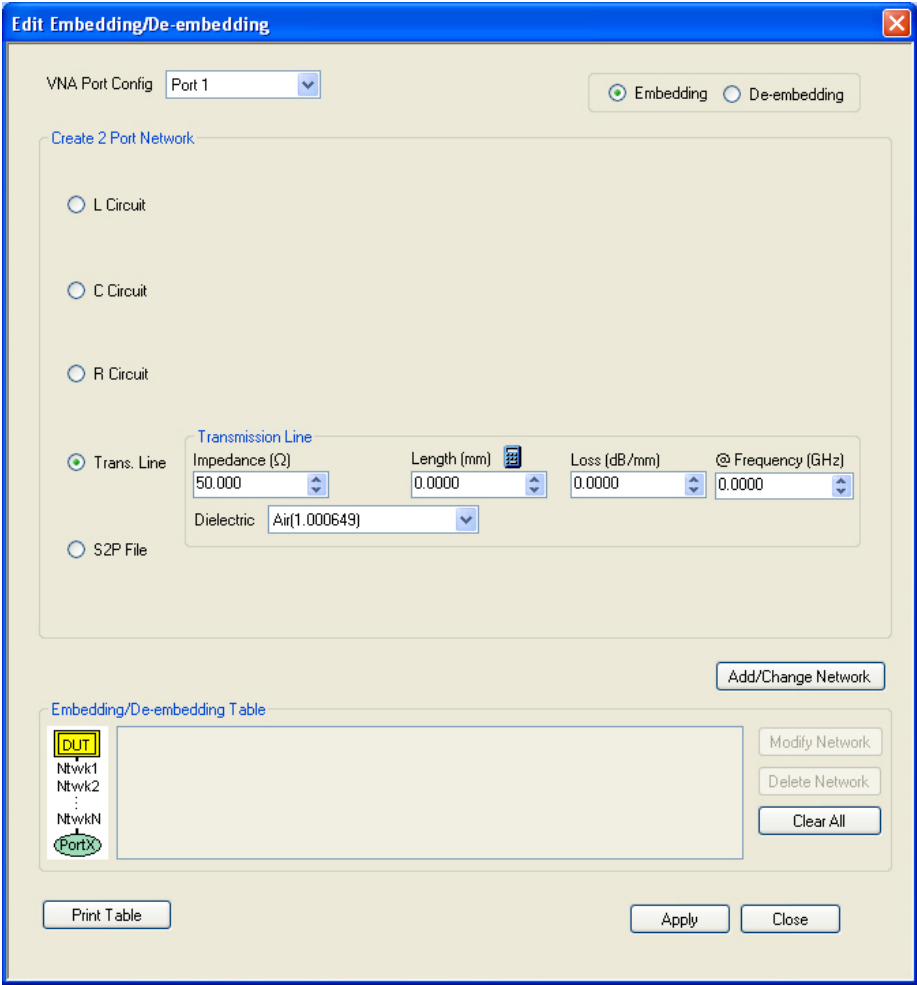 Edit Embedding/De-embedding
VNA Port Config Port 1
Embedding De-embedding
Create 2 Port Network
L Circuit
C Circuit
R Circuit
Trans. Line
Transmission Line
Impedance (Ω) Length (mm) Loss (dB/mm) @ Frequency (GHz)
50.000 0.0000 0.0000 0.0000
Dielectric Air(1.000649)
S2P File
Add/Change Network
Embedding/De-embedding Table
DUT
Ntwk1
Ntwk2
⋮
NtwkN
PortX
Modify Network
Delete Network
Clear All
Print Table
Apply Close